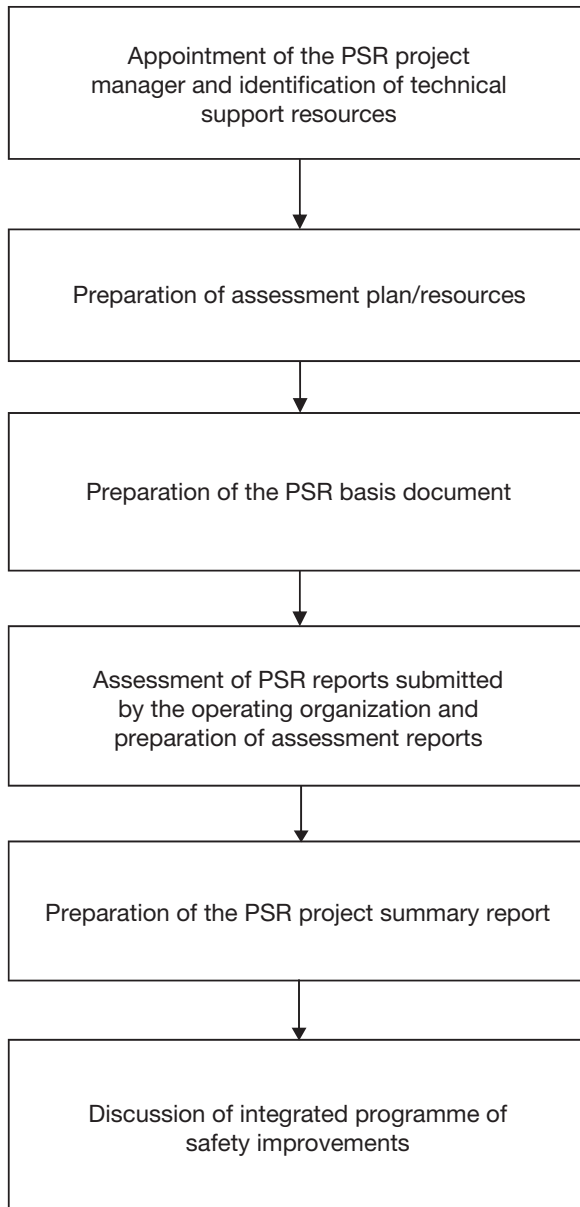 Appointment of the PSR project
manager and identification of technical
support resources
Preparation of assessment plan/resources
Preparation of the PSR basis document
Assessment of PSR reports submitted
by the operating organization and
preparation of assessment reports
Preparation of the PSR project summary report
Discussion of integrated programme of
safety improvements